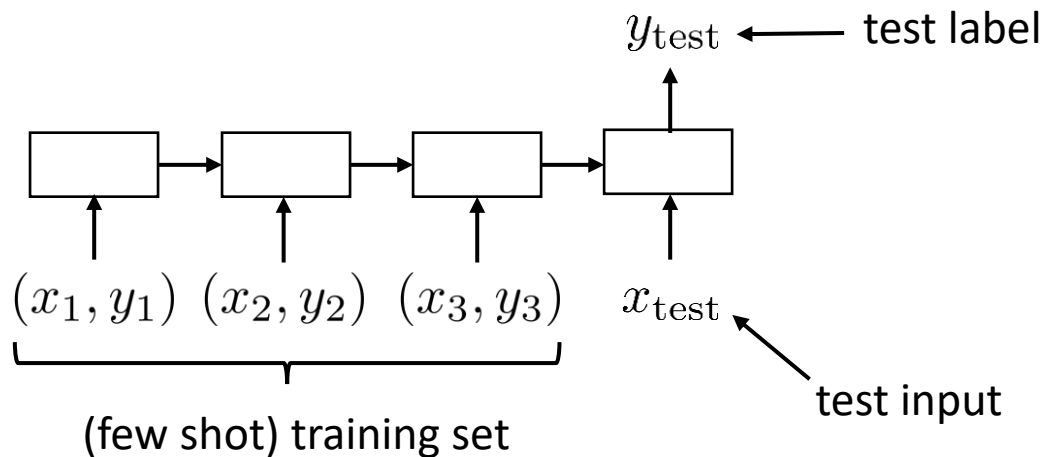 y_test
test label
(x_1, y_1) (x_2, y_2) (x_3, y_3) x_test
test input
(few shot) training set